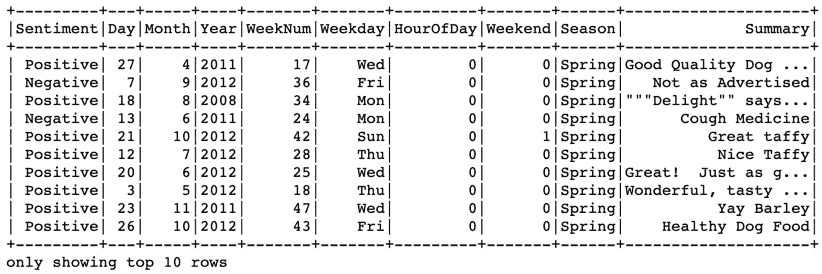 +---------+---+-----+----+-------+-------+---------+-------+------+--------------------+
|Sentiment|Day|Month|Year|WeekNum|Weekday|HourOfDay|Weekend|Season|             Summary|
+---------+---+-----+----+-------+-------+---------+-------+------+--------------------+
| Positive| 27|    4|2011|     17|    Wed|        0|      0|Spring|Good Quality Dog ...|
| Negative|  7|    9|2012|     36|    Fri|        0|      0|Spring|   Not as Advertised|
| Positive| 18|    8|2008|     34|    Mon|        0|      0|Spring|"""Delight"" says...|
| Negative| 13|    6|2011|     24|    Mon|        0|      0|Spring|      Cough Medicine|
| Positive| 21|   10|2012|     42|    Sun|        0|      1|Spring|         Great taffy|
| Positive| 12|    7|2012|     28|    Thu|        0|      0|Spring|          Nice Taffy|
| Positive| 20|    6|2012|     25|    Wed|        0|      0|Spring|Great!  Just as g...|
| Positive|  3|    5|2012|     18|    Thu|        0|      0|Spring|Wonderful, tasty ...|
| Positive| 23|   11|2011|     47|    Wed|        0|      0|Spring|          Yay Barley|
| Positive| 26|   10|2012|     43|    Fri|        0|      0|Spring|    Healthy Dog Food|
+---------+---+-----+----+-------+-------+---------+-------+------+--------------------+
only showing top 10 rows